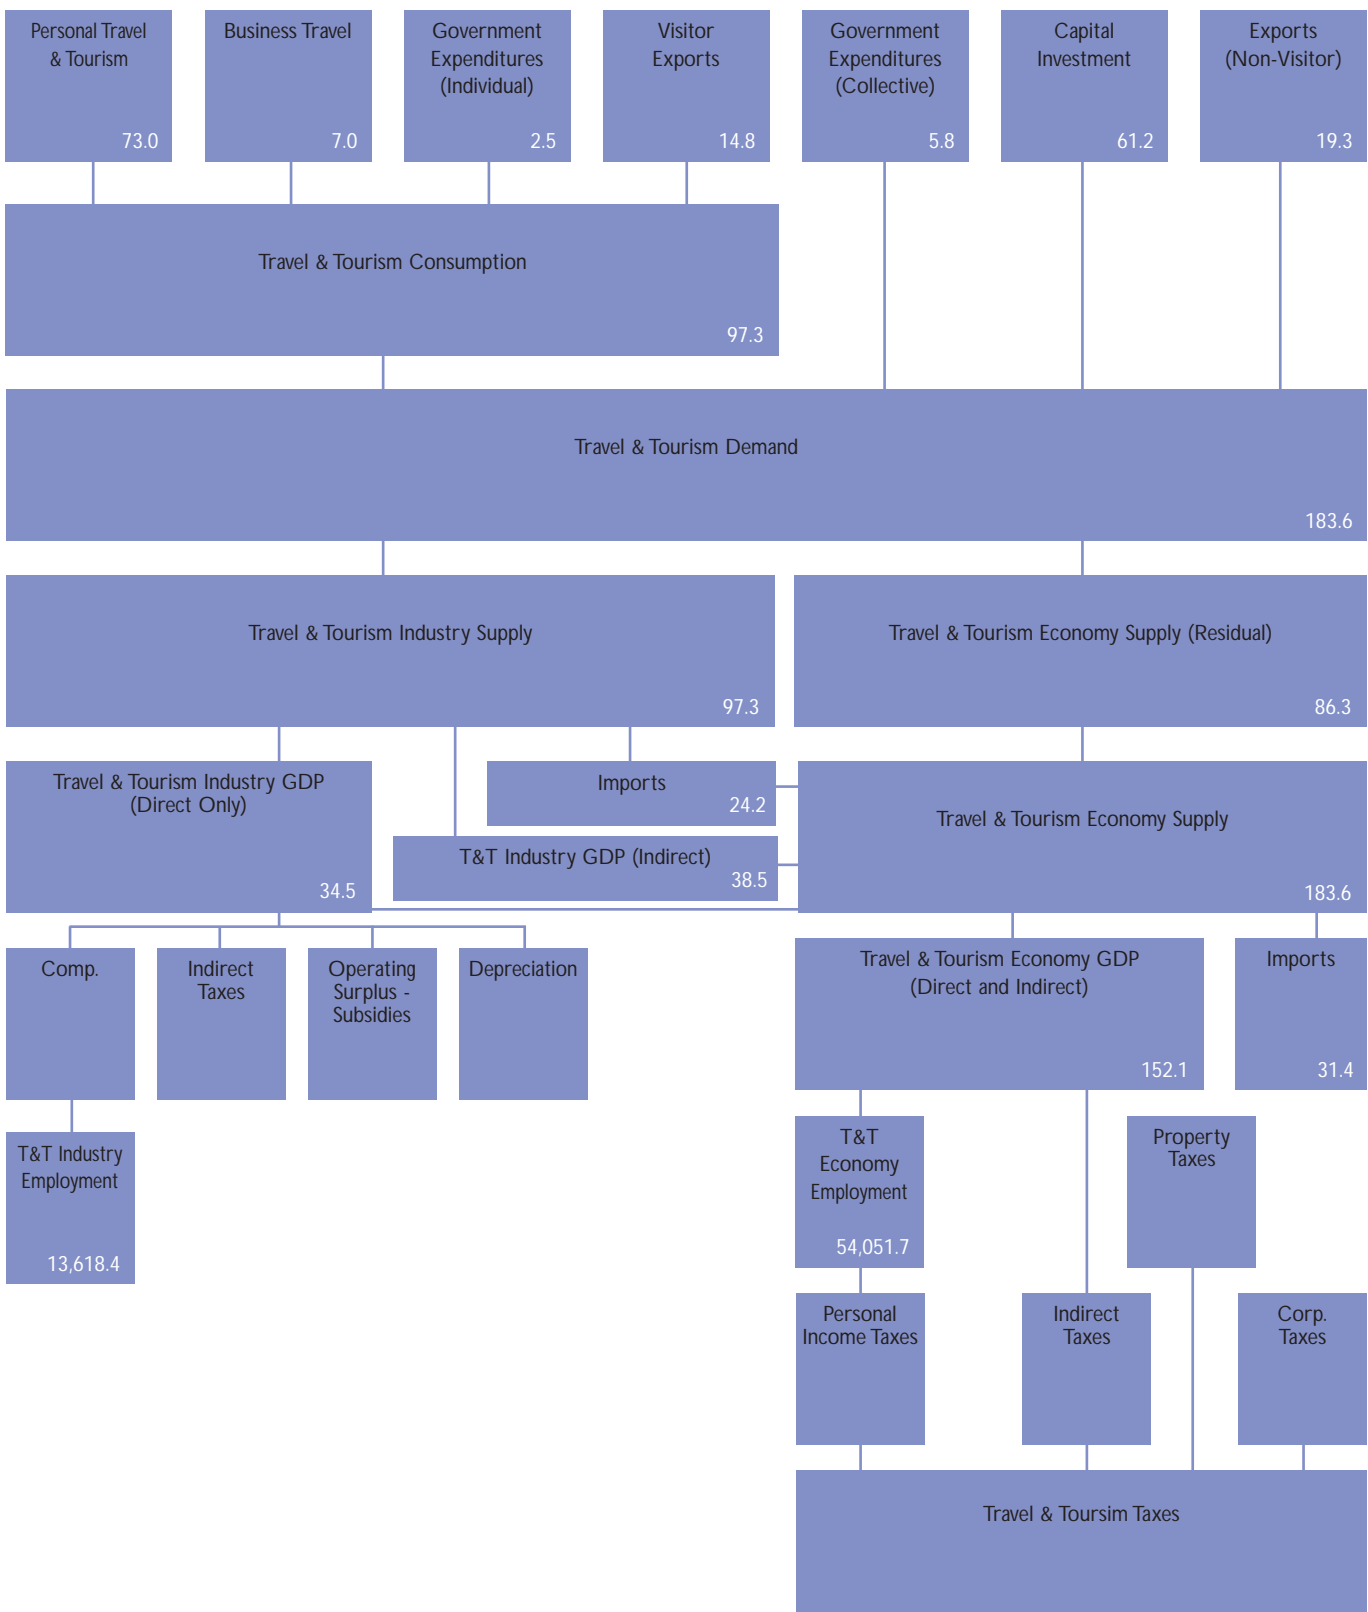 Personal Travel
& Tourism
73.0
Business Travel
7.0
Government
Expenditures
(Individual)
2.5
Visitor
Exports
14.8
Government
Expenditures
(Collective)
5.8
Capital
Investment
61.2
Exports
(Non-Visitor)
19.3
Travel & Tourism Consumption
97.3
Travel & Tourism Demand
183.6
Travel & Tourism Industry Supply
97.3
Travel & Tourism Economy Supply (Residual)
86.3
Travel & Tourism Industry GDP
(Direct Only)
34.5
Imports
24.2
T&T Industry GDP (Indirect)
38.5
Travel & Tourism Economy Supply
183.6
Comp.
Indirect
Taxes
Operating
Surplus -
Subsidies
Depreciation
Travel & Tourism Economy GDP
(Direct and Indirect)
152.1
Imports
31.4
T&T Industry
Employment
13,618.4
T&T
Economy
Employment
54,051.7
Property
Taxes
Personal
Income Taxes
Indirect
Taxes
Corp.
Taxes
Travel & Toursim Taxes